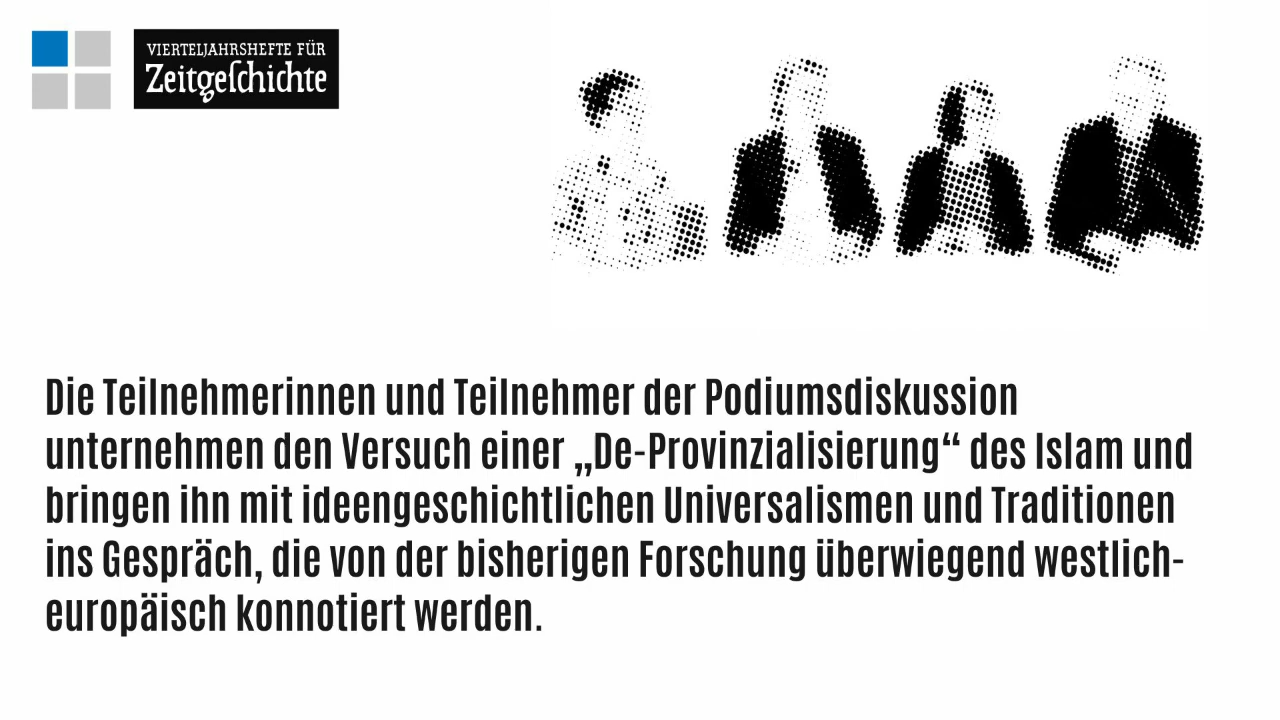 VIERTELJAHRSHEFTE FÜR
Zeitgeſchichte
Die Teilnehmerinnen und Teilnehmer der Podiumsdiskussion
unternehmen den Versuch einer „De-Provinzialisierung“ des Islam und
bringen ihn mit ideengeschichtlichen Universalismen und Traditionen
ins Gespräch, die von der bisherigen Forschung überwiegend westlich-
europäisch konnotiert werden.